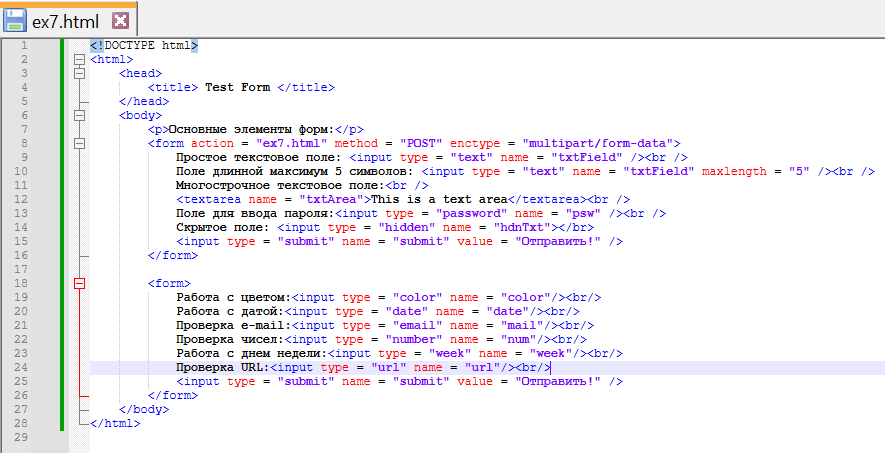 ex7.html
1 <!DOCTYPE html>
2 <html>
3 <head>
4 <title> Test Form </title>
5 </head>
6 <body>
7 <p>Основные элементы форм:</p>
8 <form action = "ex7.html" method = "POST" enctype = "multipart/form-data">
9 Простое текстовое поле: <input type = "text" name = "txtField" /><br />
10 Поле длинной максимум 5 символов: <input type = "text" name = "txtField" maxlength = "5" /><br />
11 Многострочное текстовое поле:<br />
12 <textarea name = "txtArea">This is a text area</textarea><br />
13 Поле для ввода пароля:<input type = "password" name = "psw" /><br />
14 Скрытое поле: <input type = "hidden" name = "hdnTxt"></br>
15 <input type = "submit" name = "submit" value = "Отправить!" />
16 </form>
17
18 <form>
19 Работа с цветом:<input type = "color" name = "color"/><br/>
20 Работа с датой:<input type = "date" name = "date"/><br/>
21 Проверка e-mail:<input type = "email" name = "mail"/><br/>
22 Проверка чисел:<input type = "number" name = "num"/><br/>
23 Работа с днем недели:<input type = "week" name = "week"/><br/>
24 Проверка URL:<input type = "url" name = "url"/><br/>
25 <input type = "submit" name = "submit" value = "Отправить!" />
26 </form>
27 </body>
28 </html>
29